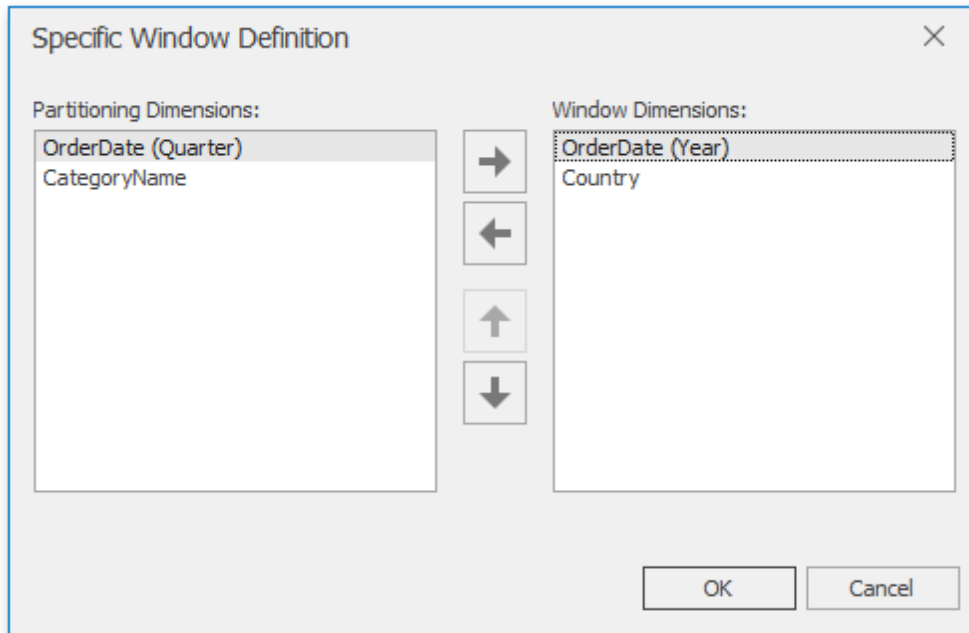 Specific Window Definition
Partitioning Dimensions:
OrderDate (Quarter)
CategoryName
Window Dimensions:
OrderDate (Year)
Country
OK
Cancel